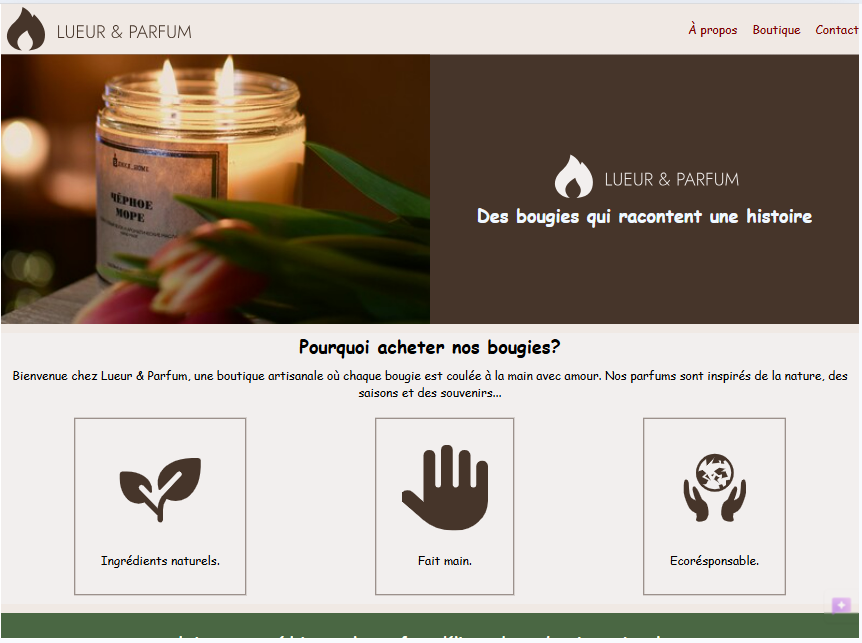 LUEUR & PARFUM
À propos Boutique Contact
ЧЁРНОЕ
МОРЕ
LUEUR & PARFUM
Des bougies qui racontent une histoire
Pourquoi acheter nos bougies?
Bienvenue chez Lueur & Parfum, une boutique artisanale où chaque bougie est coulée à la main avec amour. Nos parfums sont inspirés de la nature, des
saisons et des souvenirs...
Ingrédients naturels. Fait main. Ecorésponsable.